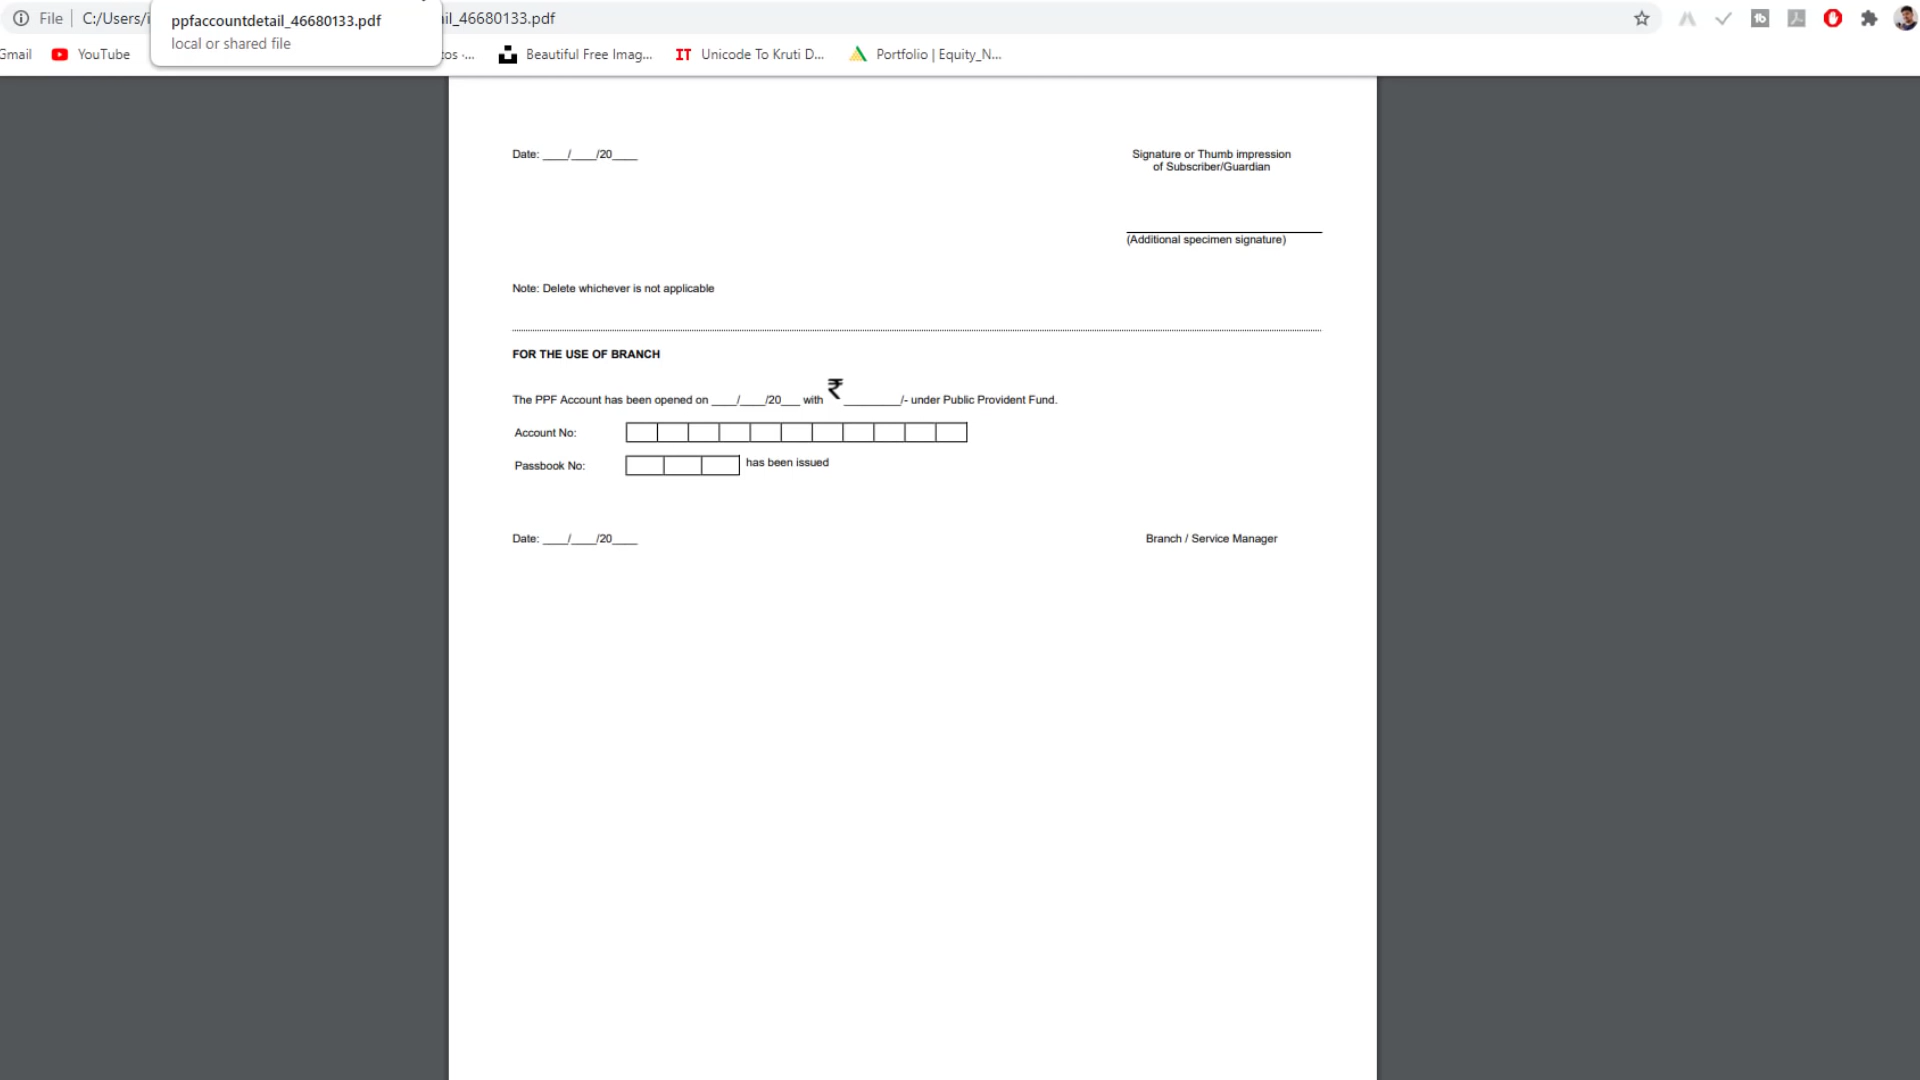 File C:/Users/i
il_46680133.pdf
ppfaccountdetail_46680133.pdf
local or shared file
Gmail
YouTube
tos -...
Beautiful Free Imag...
IT Unicode To Kruti D...
Portfolio | Equity_N...
Date: ____/____/20____
Signature or Thumb impression
of Subscriber/Guardian
(Additional specimen signature)
Note: Delete whichever is not applicable
FOR THE USE OF BRANCH
The PPF Account has been opened on ____/____/20___ with ₹_________/- under Public Provident Fund.
Account No:
Passbook No: has been issued
Date: ____/____/20____
Branch / Service Manager